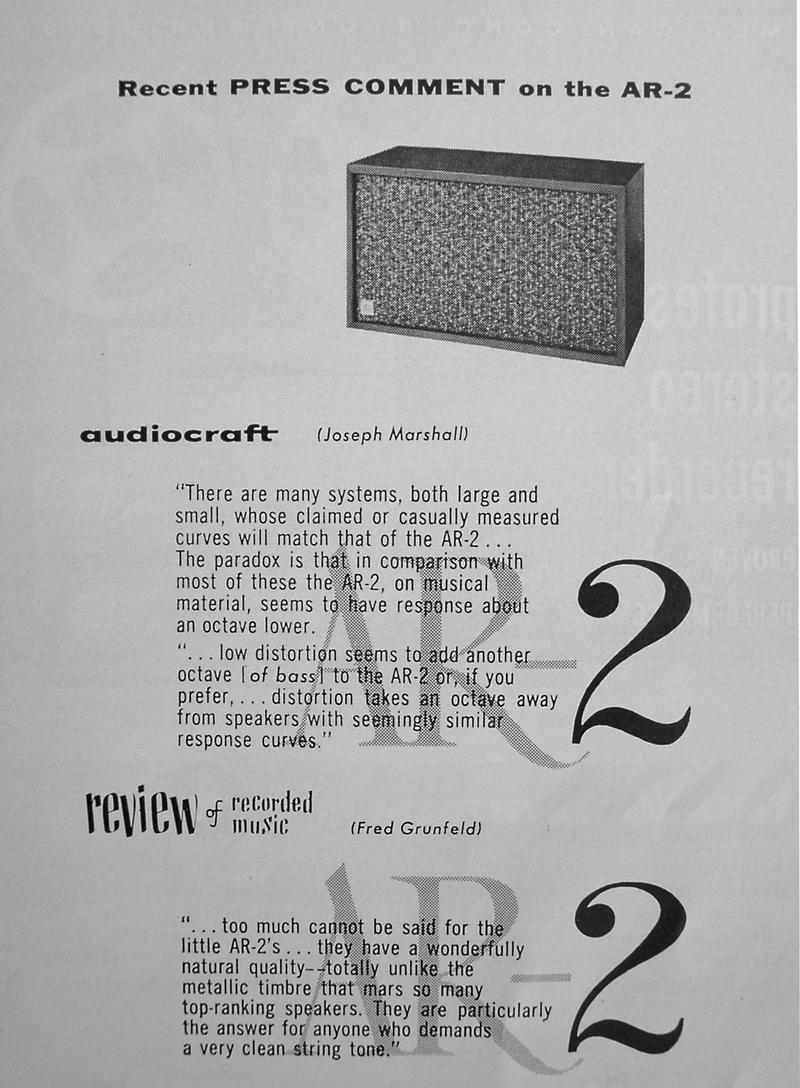 Recent PRESS COMMENT on the AR-2
audiocraft (Joseph Marshall)
“There are many systems, both large and
small, whose claimed or casually measured
curves will match that of the AR-2 . . .
The paradox is that in comparison with
most of these the AR-2, on musical
material, seems to have response about
an octave lower.
“. . . low distortion seems to add another
octave [of bass] to the AR-2 or, if you
prefer, . . . distortion takes an octave away
from speakers with seemingly similar
response curves.”
AR-2
review of recorded
music
(Fred Grunfeld)
“. . . too much cannot be said for the
little AR-2's . . . they have a wonderfully
natural quality--totally unlike the
metallic timbre that mars so many
top-ranking speakers. They are particularly
the answer for anyone who demands
a very clean string tone.”
AR-2
profes
stereo
recorder